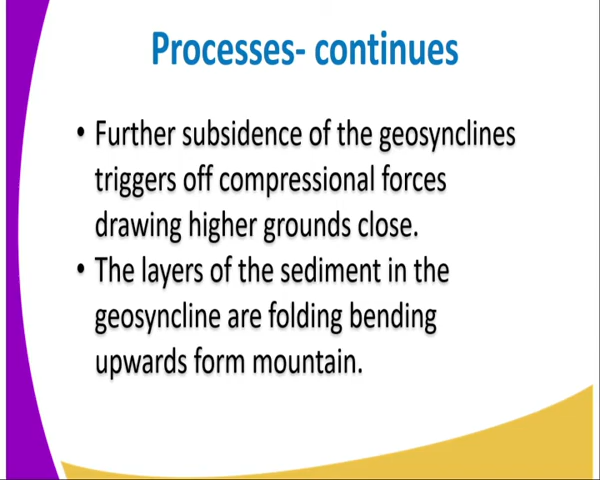 Processes- continues
• Further subsidence of the geosynclines
triggers off compressional forces
drawing higher grounds close.
• The layers of the sediment in the
geosyncline are folding bending
upwards form mountain.